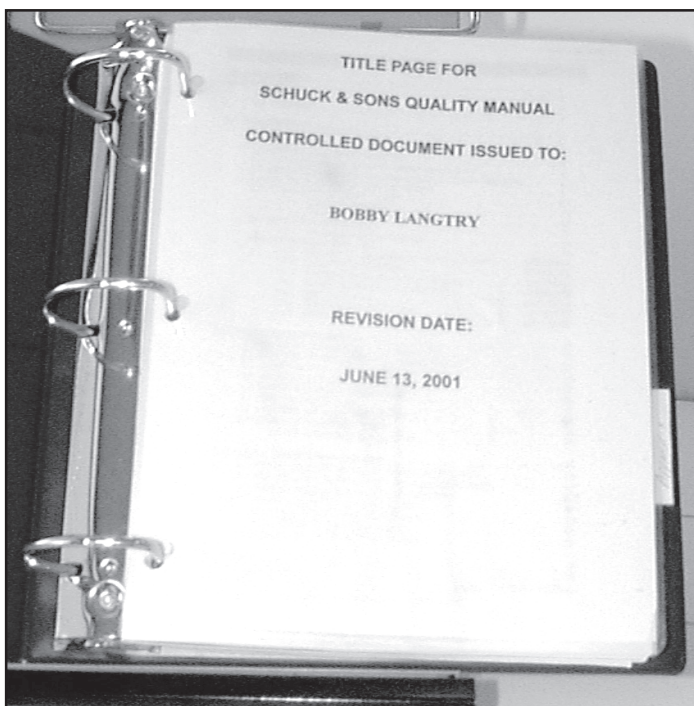 TITLE PAGE FOR
SCHUCK & SONS QUALITY MANUAL
CONTROLLED DOCUMENT ISSUED TO:
BOBBY LANGTRY
REVISION DATE:
JUNE 13, 2001